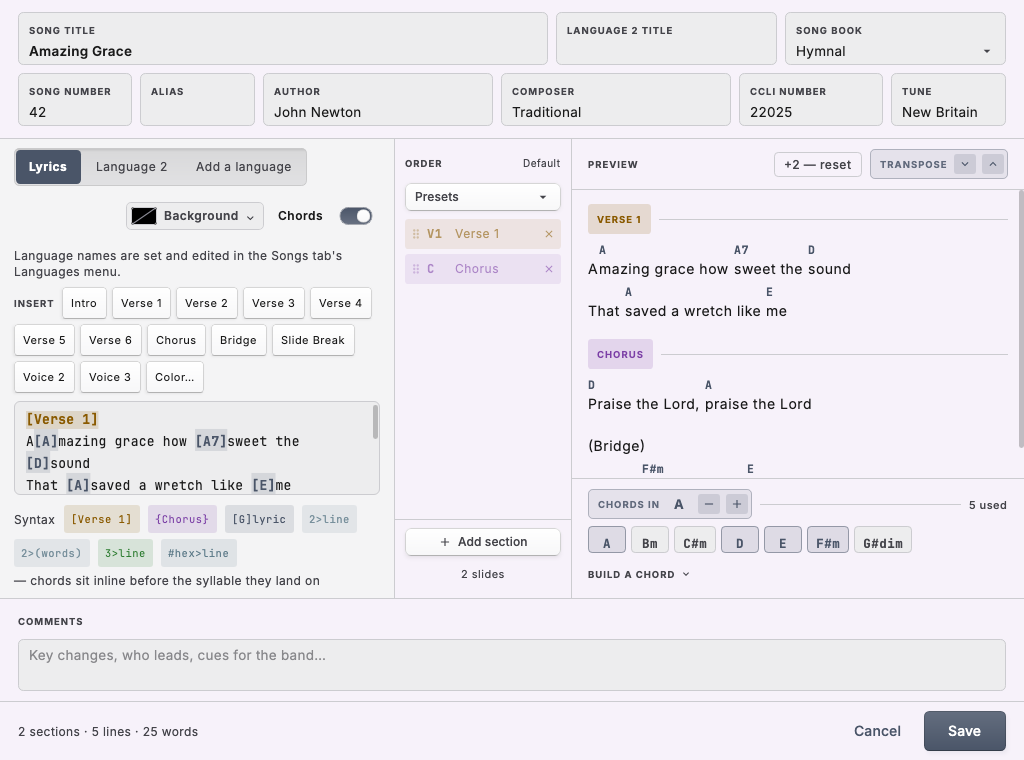 SONG TITLE
Amazing Grace
LANGUAGE 2 TITLE
SONG BOOK
Hymnal
SONG NUMBER
42
ALIAS
AUTHOR
John Newton
COMPOSER
Traditional
CCLI NUMBER
22025
TUNE
New Britain
Lyrics
Language 2
Add a language
Background
Chords
Language names are set and edited in the Songs tab's
Languages menu.
INSERT
Intro
Verse 1
Verse 2
Verse 3
Verse 4
Verse 5
Verse 6
Chorus
Bridge
Slide Break
Voice 2
Voice 3
Color...
[Verse 1]
A[A]mazing grace how [A7]sweet the
[D]sound
That [A]saved a wretch like [E]me
Syntax
[Verse 1]
{Chorus}
[G]lyric
2>line
2>(words)
3>line
#hex>line
— chords sit inline before the syllable they land on
ORDER
Default
Presets
V1 Verse 1 ×
C Chorus ×
+ Add section
2 slides
PREVIEW
+2 — reset
TRANSPOSE
VERSE 1
A A7 D
Amazing grace how sweet the sound
A E
That saved a wretch like me
CHORUS
D A
Praise the Lord, praise the Lord
(Bridge)
F#m E
CHORDS IN A − +
5 used
A
Bm
C#m
D
E
F#m
G#dim
BUILD A CHORD
COMMENTS
Key changes, who leads, cues for the band...
2 sections · 5 lines · 25 words
Cancel
Save